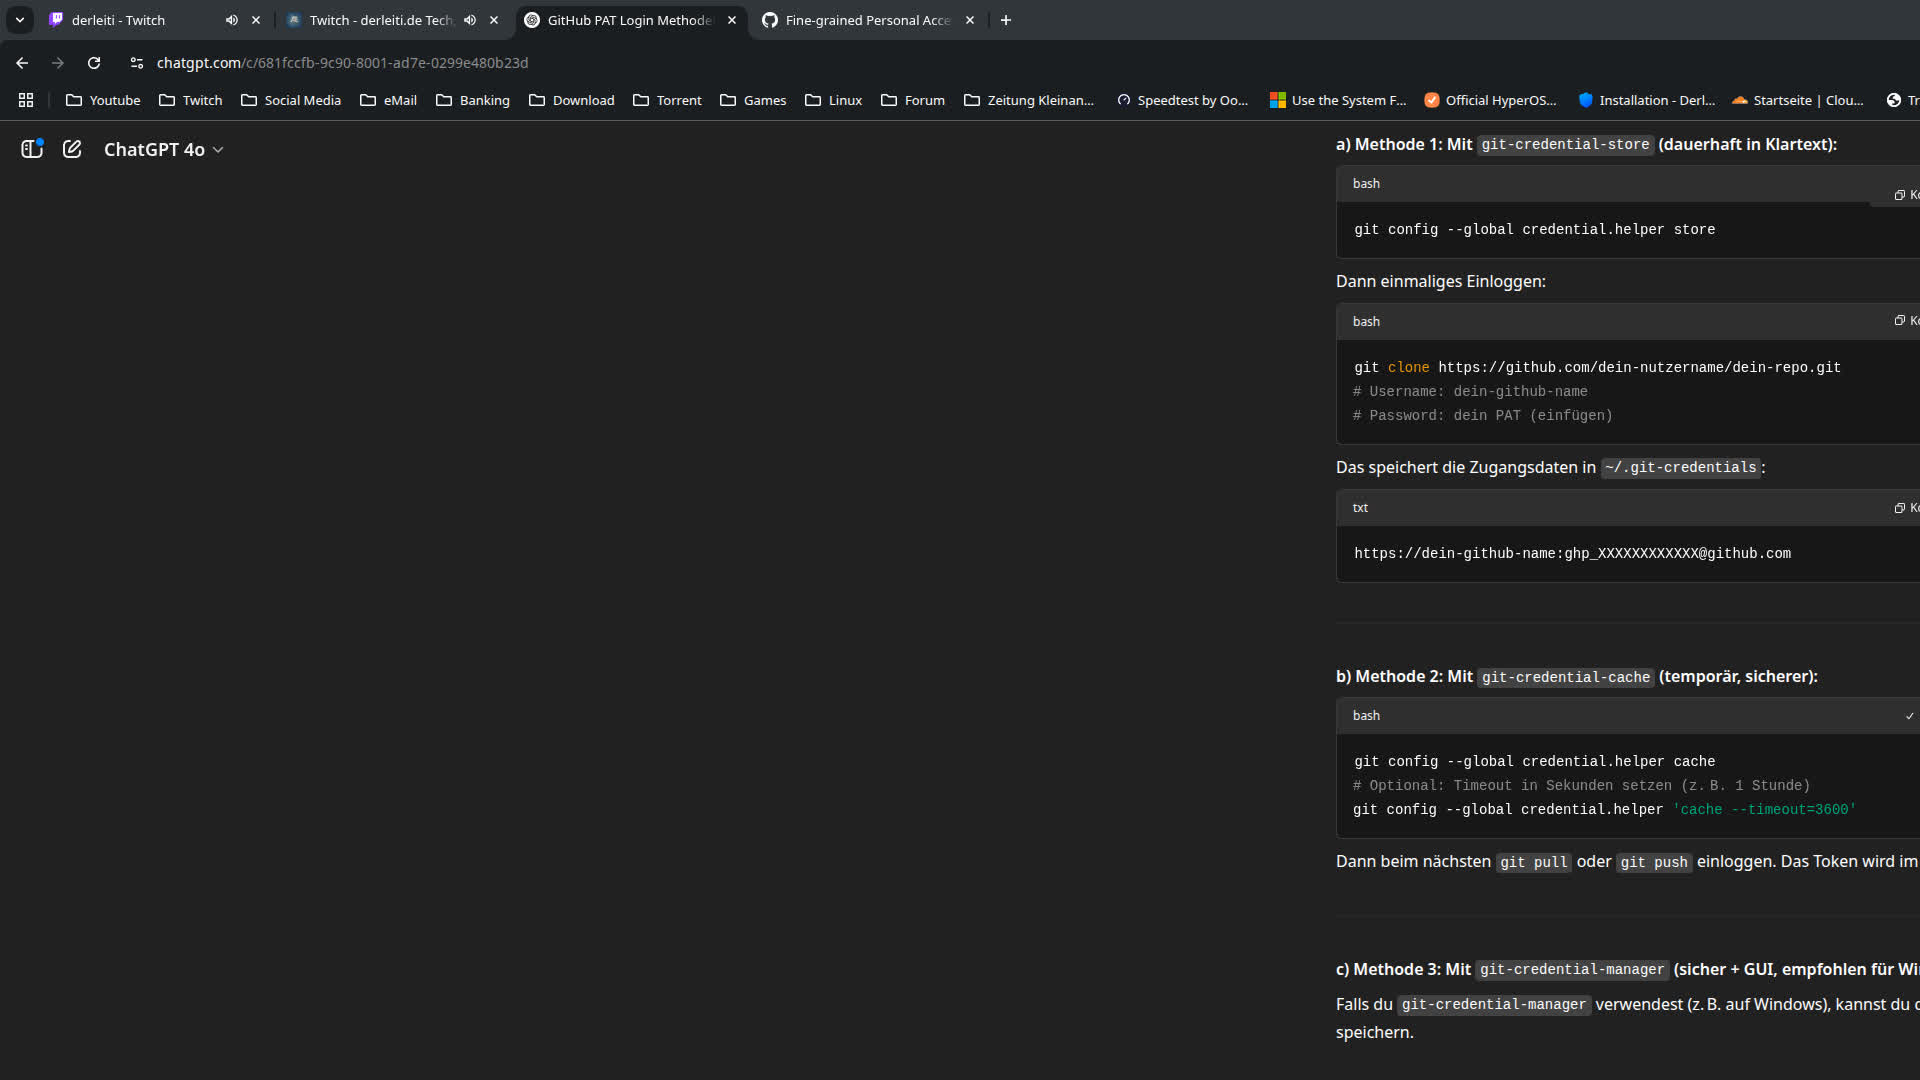 derleiti - Twitch
Twitch - derleiti.de Tech
GitHub PAT Login Methode
Fine-grained Personal Acce
chatgpt.com/c/681fccfb-9c90-8001-ad7e-0299e480b23d
Youtube
Twitch
Social Media
eMail
Banking
Download
Torrent
Games
Linux
Forum
Zeitung Kleinan...
Speedtest by Oo...
Use the System F...
Official HyperOS...
Installation - Derl...
Startseite | Clou...
Tr
ChatGPT 4o
a) Methode 1: Mit git-credential-store (dauerhaft in Klartext):
bash
Ko
git config --global credential.helper store
Dann einmaliges Einloggen:
bash
Ko
git clone https://github.com/dein-nutzername/dein-repo.git
# Username: dein-github-name
# Password: dein PAT (einfügen)
Das speichert die Zugangsdaten in ~/.git-credentials:
txt
Ko
https://dein-github-name:ghp_XXXXXXXXXXXX@github.com
b) Methode 2: Mit git-credential-cache (temporär, sicherer):
bash
git config --global credential.helper cache
# Optional: Timeout in Sekunden setzen (z. B. 1 Stunde)
git config --global credential.helper 'cache --timeout=3600'
Dann beim nächsten git pull oder git push einloggen. Das Token wird im
c) Methode 3: Mit git-credential-manager (sicher + GUI, empfohlen für Wi
Falls du git-credential-manager verwendest (z. B. auf Windows), kannst du d
speichern.